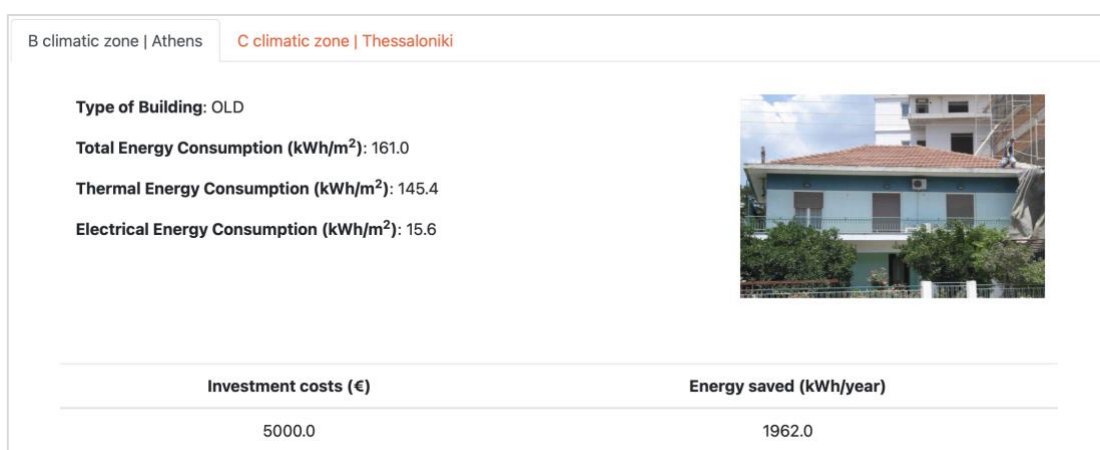 B climatic zone | Athens C climatic zone | Thessaloniki
Type of Building: OLD
Total Energy Consumption (kWh/m²): 161.0
Thermal Energy Consumption (kWh/m²): 145.4
Electrical Energy Consumption (kWh/m²): 15.6
Investment costs (€) Energy saved (kWh/year)
5000.0 1962.0